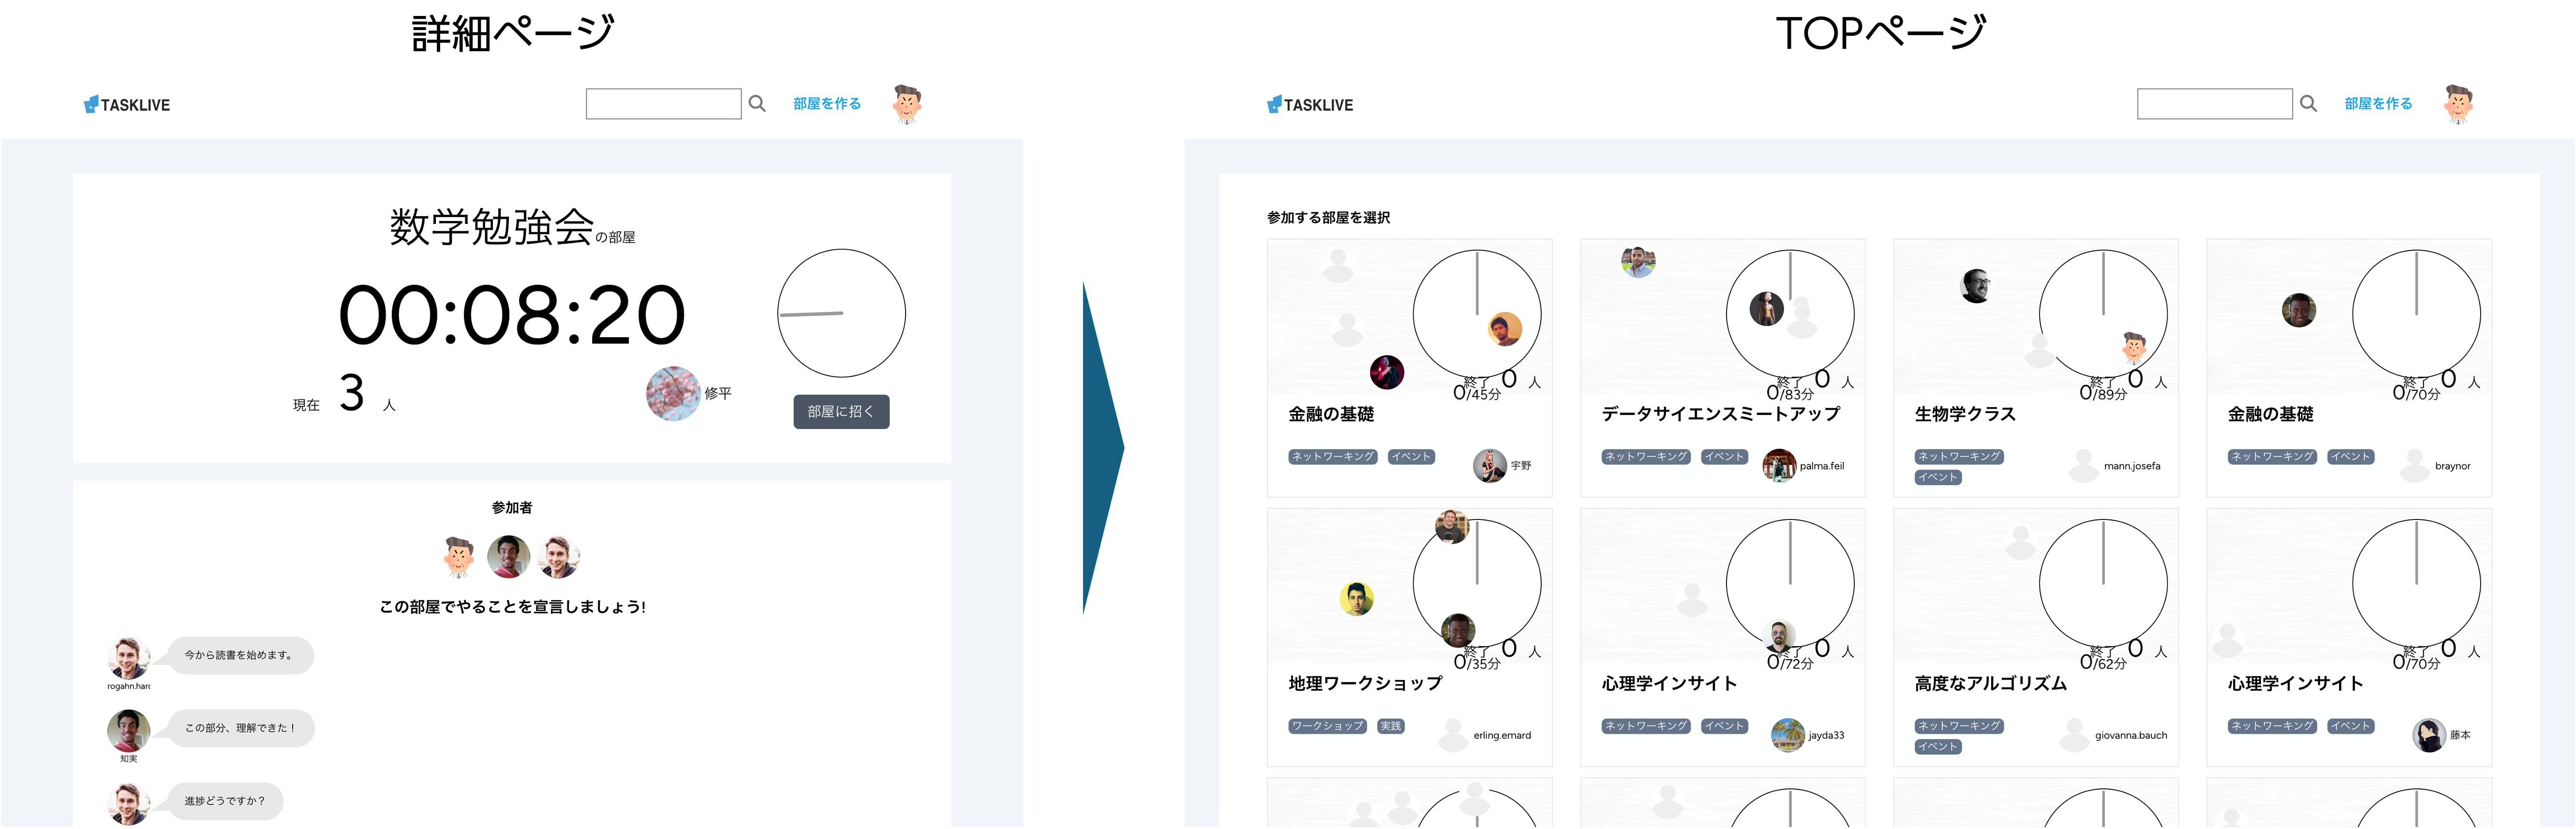 詳細ページ
TASKLIVE
部屋を作る
数学勉強会の部屋
00:08:20
現在 3 人
修平
部屋に招く
参加者
この部屋でやることを宣言しましょう!
今から読書を始めます。
rogahn.harc
この部分、理解できた！
知実
進捗どうですか？
TOPページ
TASKLIVE
部屋を作る
参加する部屋を選択
終了 0 人
0/45分
金融の基礎
ネットワーキング イベント
宇野
終了 0 人
0/83分
データサイエンスミートアップ
ネットワーキング イベント
palma.feil
終了 0 人
0/89分
生物学クラス
ネットワーキング
イベント
mann.josefa
終了 0 人
0/70分
金融の基礎
ネットワーキング イベント
braynor
終了 0 人
0/35分
地理ワークショップ
ワークショップ 実践
erling.emard
終了 0 人
0/72分
心理学インサイト
ネットワーキング イベント
jayda33
終了 0 人
0/62分
高度なアルゴリズム
ネットワーキング
イベント
giovanna.bauch
終了 0 人
0/70分
心理学インサイト
ネットワーキング イベント
藤本